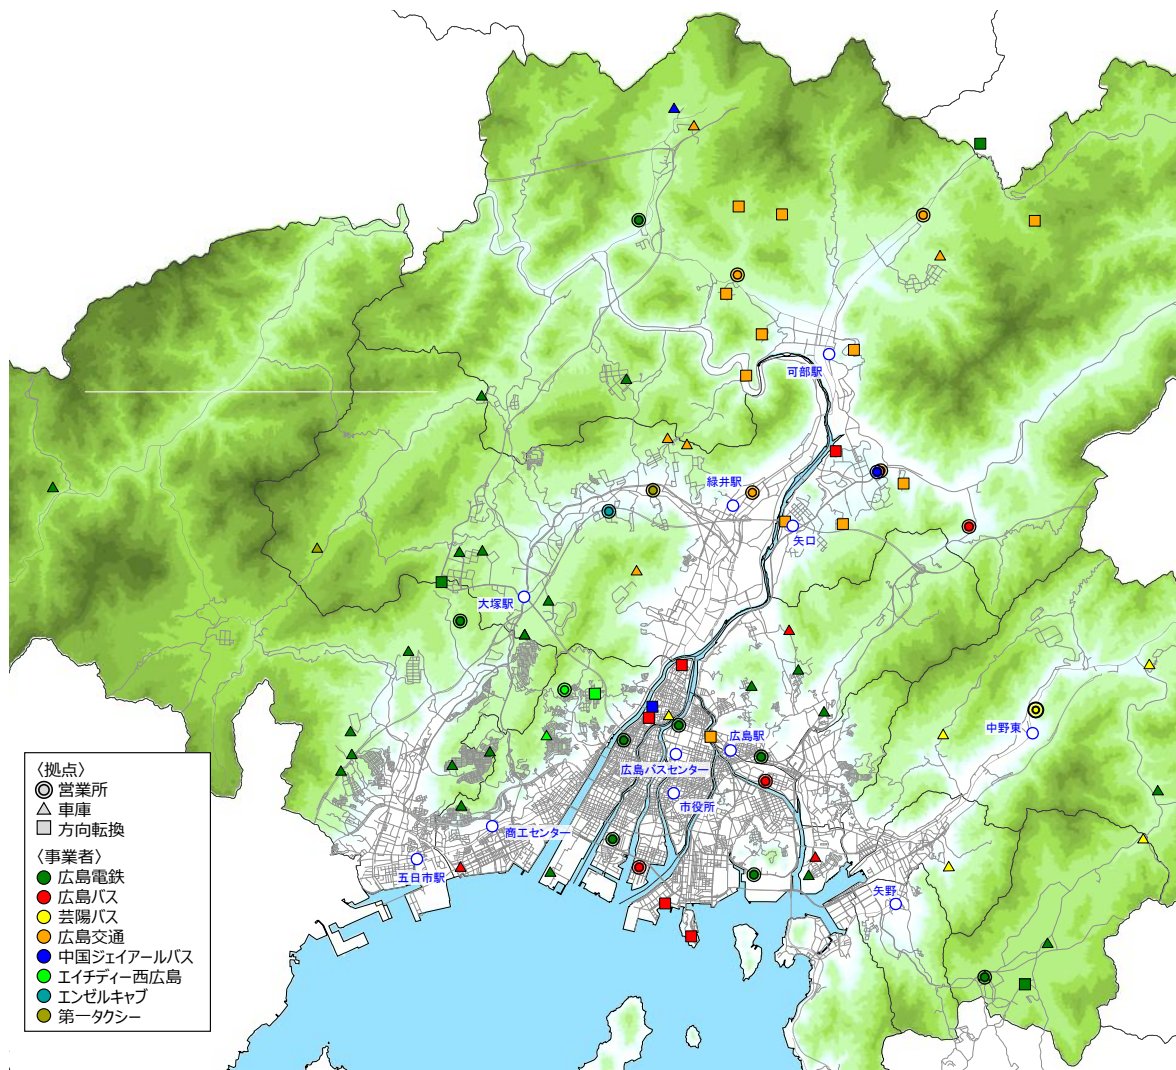 可部駅
緑井駅
矢口
大塚駅
中野東
広島駅
広島バスセンター
市役所
商工センター
五日市駅
矢野
〈拠点〉
営業所
車庫
方向転換
〈事業者〉
広島電鉄
広島バス
芸陽バス
広島交通
中国ジェイアールバス
エイチディー西広島
エンゼルキャブ
第一タクシー